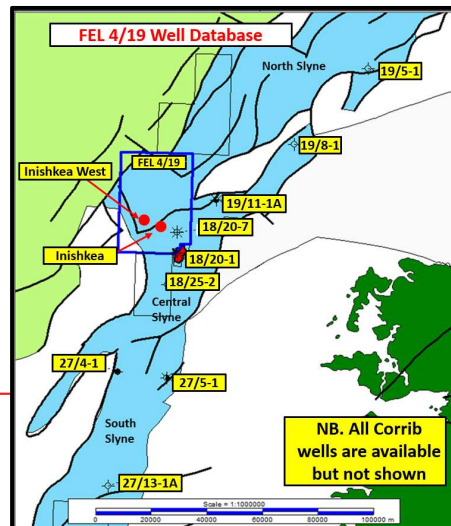 FEL 4/19 Well Database
North Slyne
19/5-1
19/8-1
FEL 4/19
Inishkea West
19/11-1A
18/20-7
Inishkea
18/20-1
18/25-2
Central
Slyne
27/4-1
27/5-1
South
Slyne
NB. All Corrib
wells are available
but not shown
27/13-1A
Scale = 1:1000000
0 20000 40000 60000 80000 100000 m